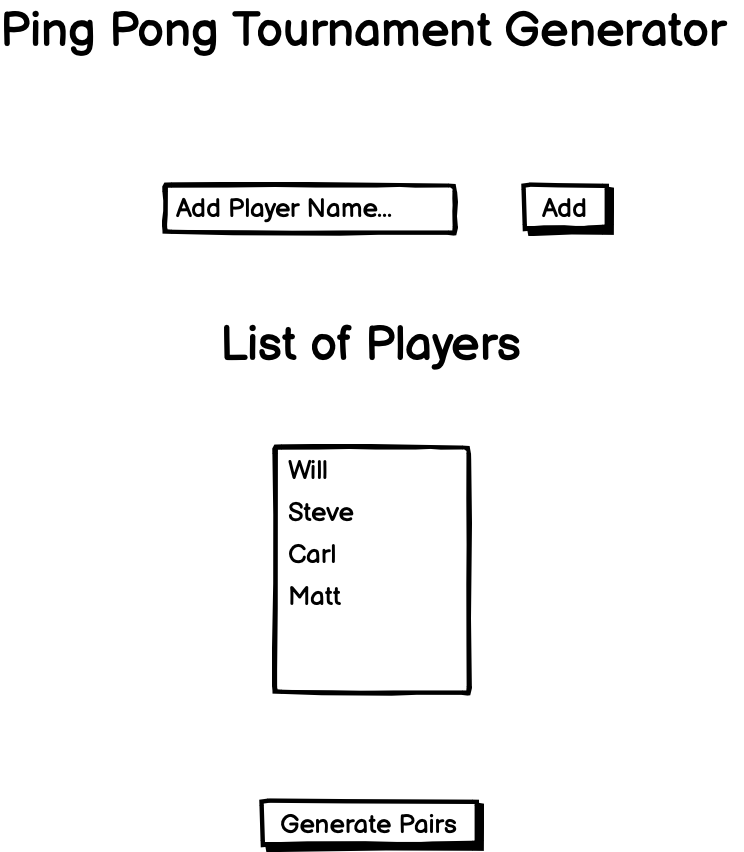 Ping Pong Tournament Generator
Add Player Name...
Add
List of Players
Will
Steve
Carl
Matt
Generate Pairs